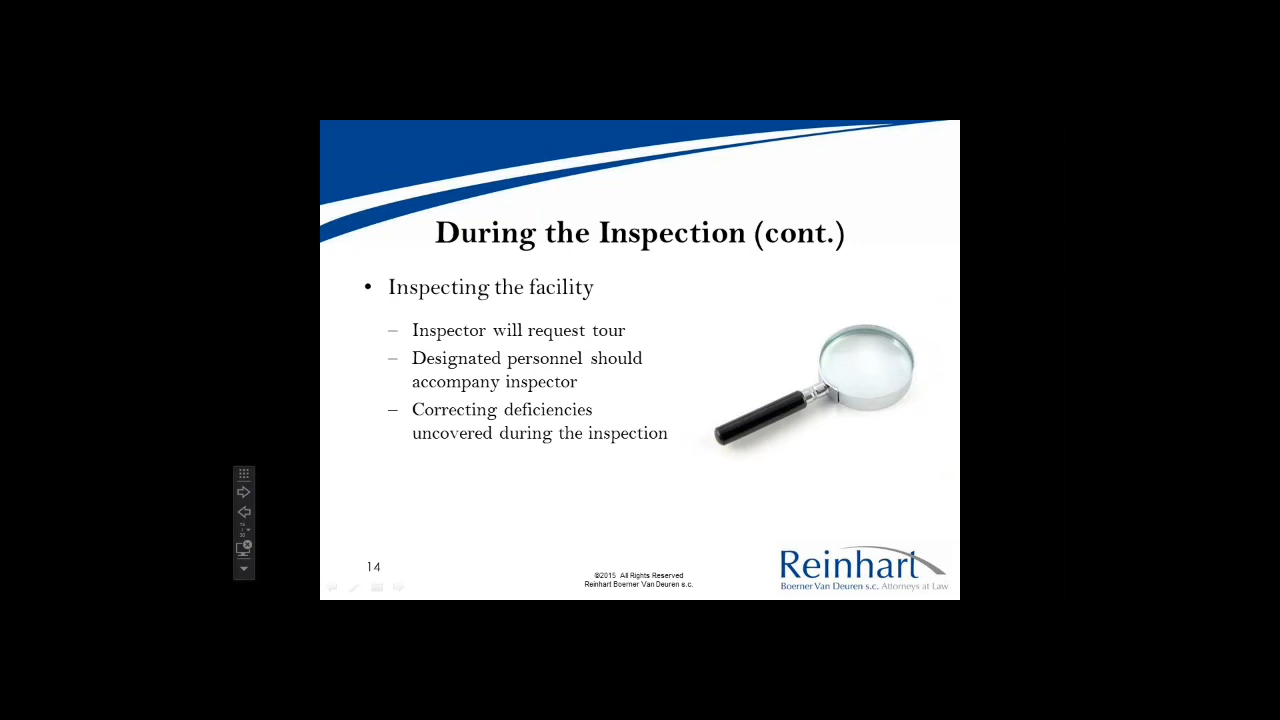 During the Inspection (cont.)
• Inspecting the facility
– Inspector will request tour
– Designated personnel should
accompany inspector
– Correcting deficiencies
uncovered during the inspection
14
©2015 All Rights Reserved
Reinhart Boerner Van Deuren s.c.
Reinhart
Boerner Van Deuren s.c. Attorneys at Law